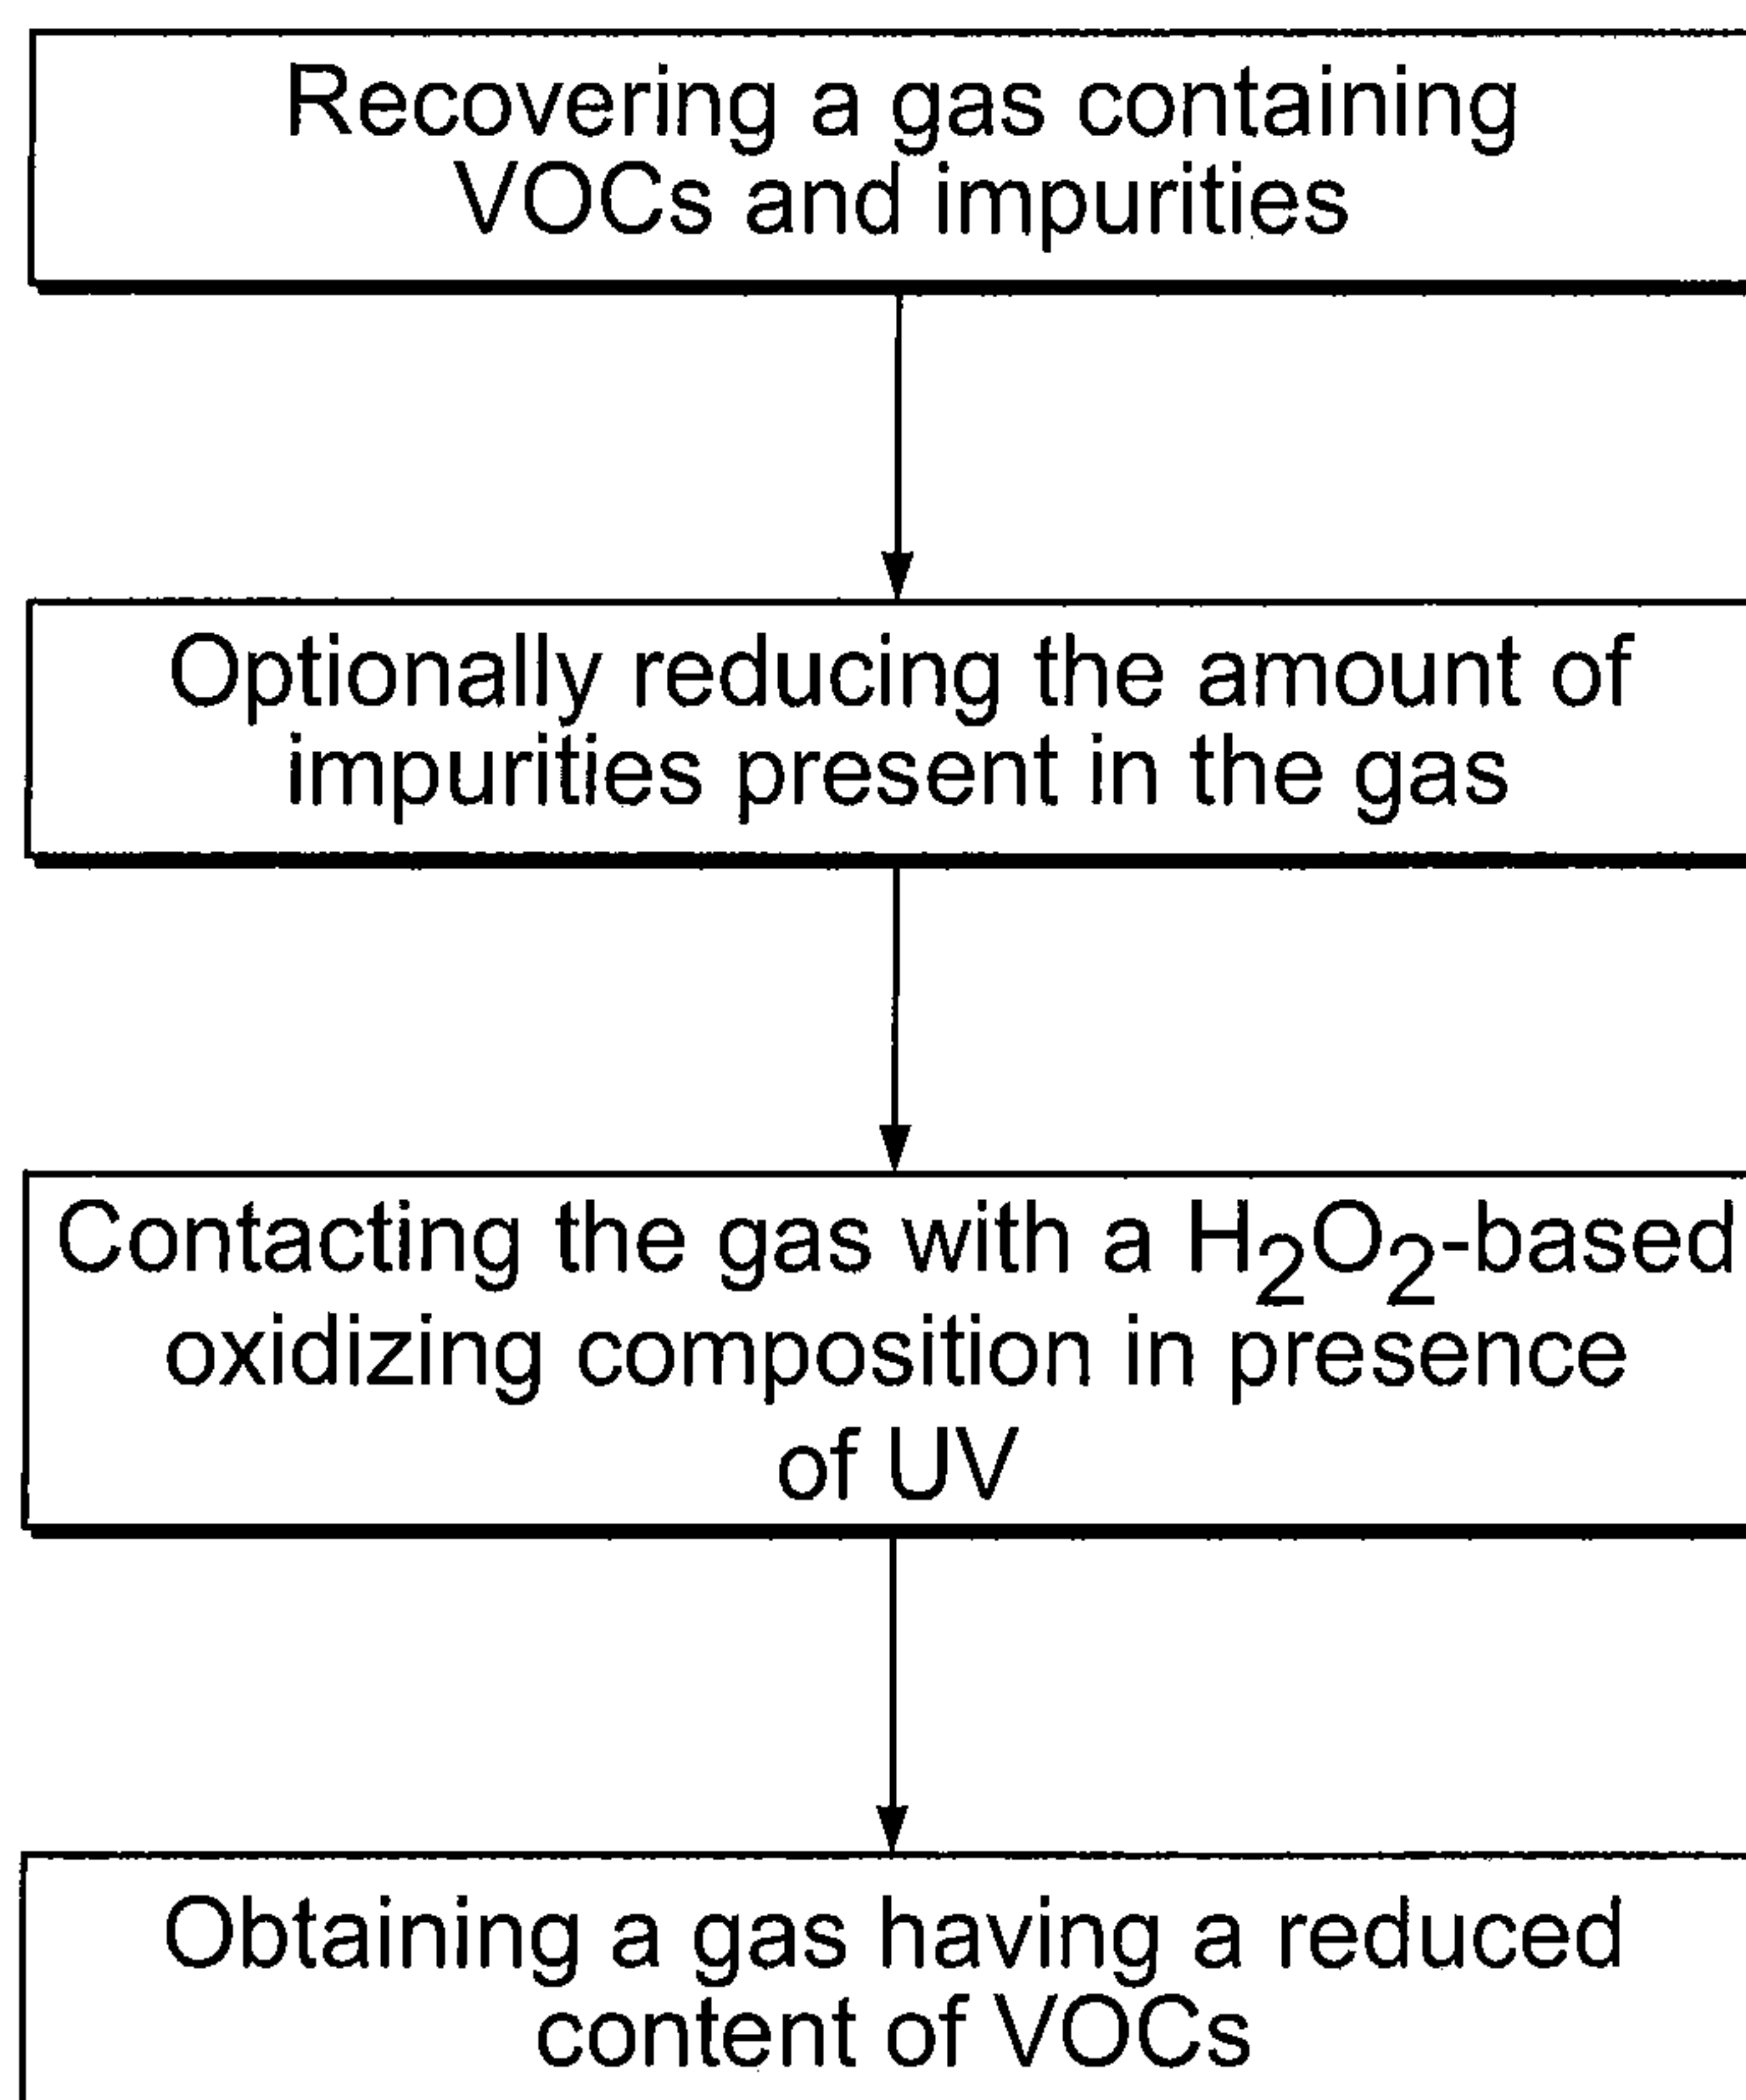 Recovering a gas containing
VOCs and impurities
Optionally reducing the amount of
impurities present in the gas
Contacting the gas with a H₂O₂-based
oxidizing composition in presence
of UV
Obtaining a gas having a reduced
content of VOCs